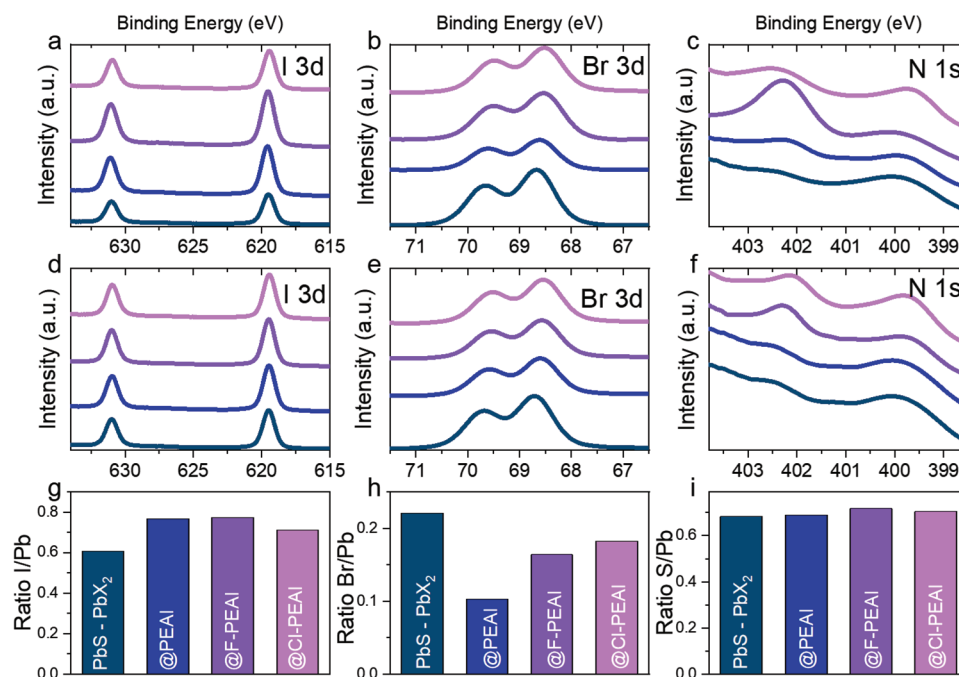 Binding Energy (eV) Binding Energy (eV) Binding Energy (eV)
a b c
I 3d Br 3d N 1s
Intensity (a.u.) Intensity (a.u.) Intensity (a.u.)
630 625 620 615 71 70 69 68 67 403 402 401 400 399
d e f
I 3d Br 3d N 1s
Intensity (a.u.) Intensity (a.u.) Intensity (a.u.)
630 625 620 615 71 70 69 68 67 403 402 401 400 399
g
Ratio I/Pb
0.8
0.6
0.4
0.2
0.0
PbS - PbX₂
@PEAI
@F-PEAI
@Cl-PEAI
h
Ratio Br/Pb
0.2
0.1
0.0
PbS - PbX₂
@PEAI
@F-PEAI
@Cl-PEAI
i
Ratio S/Pb
0.6
0.4
0.2
0.0
PbS - PbX₂
@PEAI
@F-PEAI
@Cl-PEAI